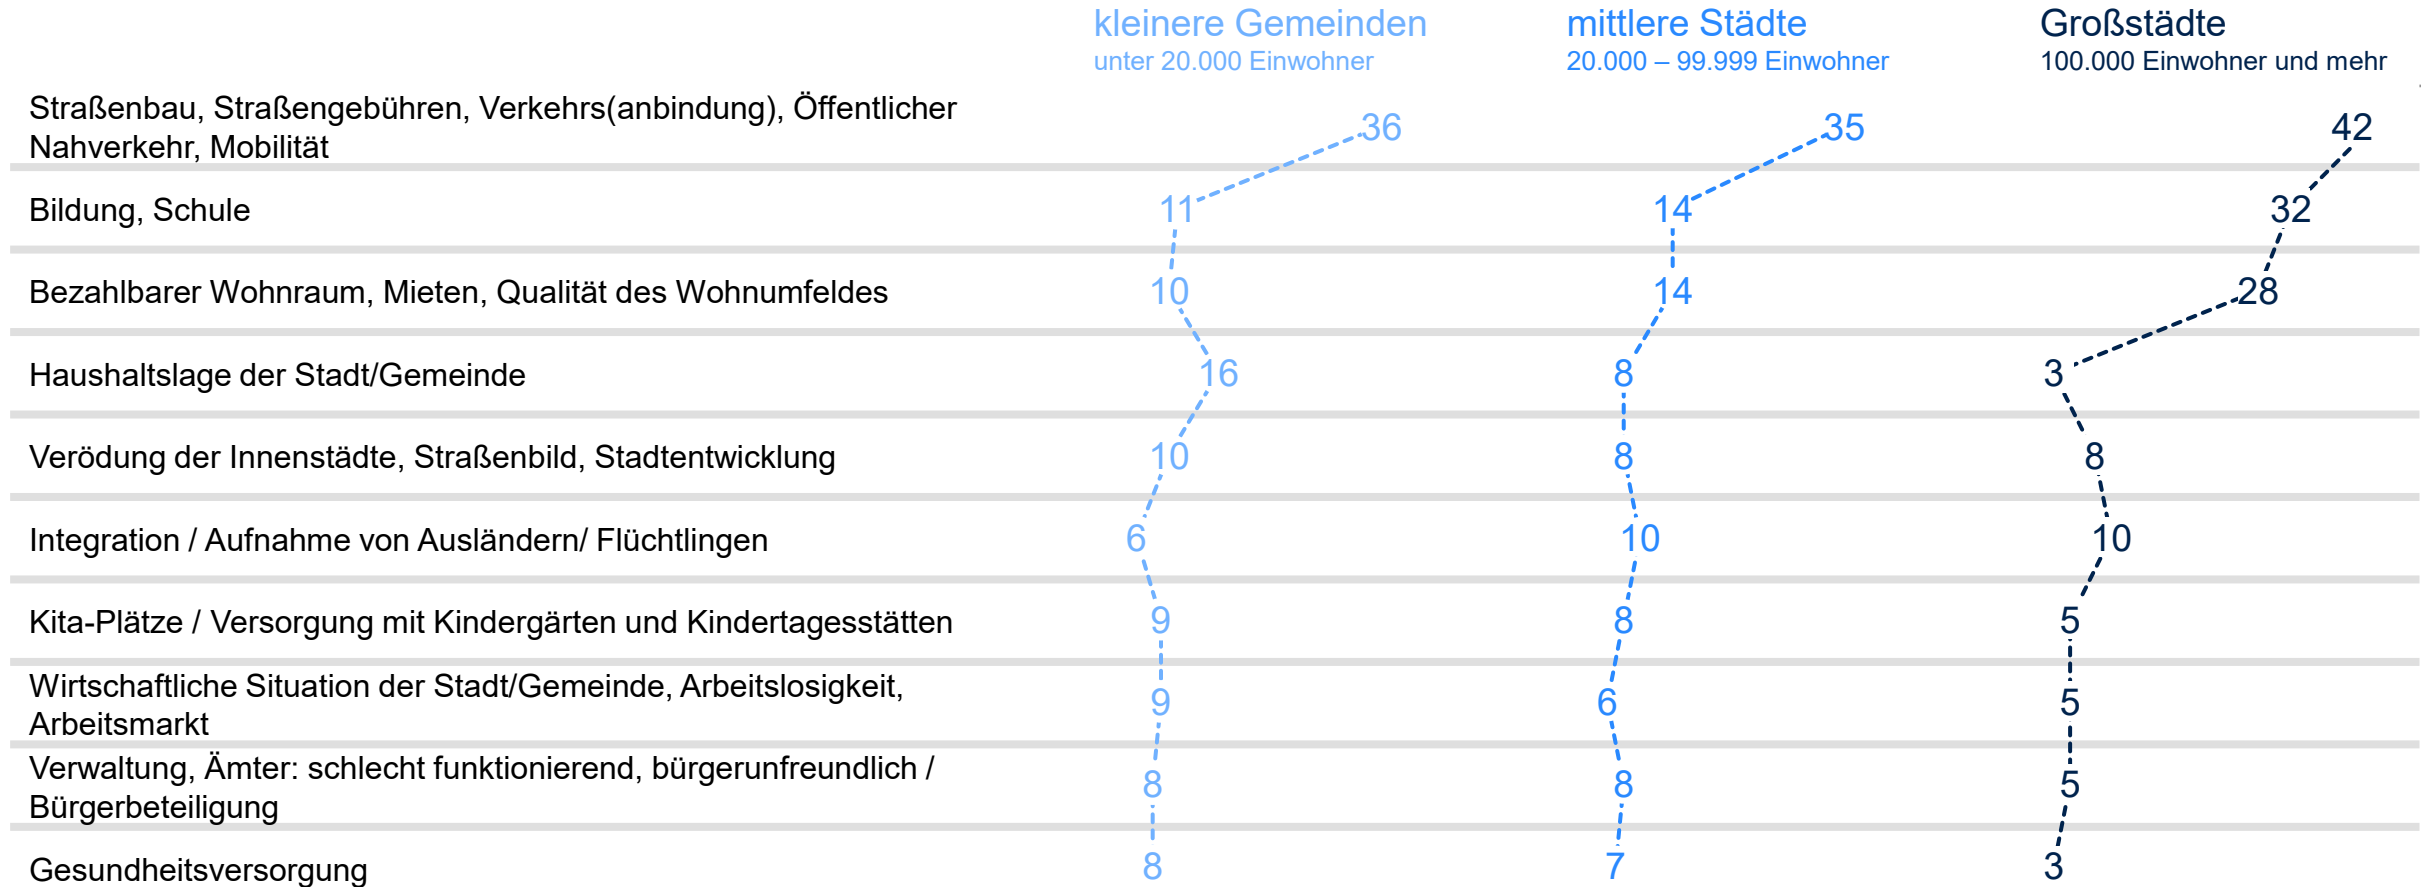 kleinere Gemeinden
unter 20.000 Einwohner
mittlere Städte
20.000 – 99.999 Einwohner
Großstädte
100.000 Einwohner und mehr
Straßenbau, Straßengebühren, Verkehrs(anbindung), Öffentlicher
Nahverkehr, Mobilität
36 35 42
Bildung, Schule 11 14 32
Bezahlbarer Wohnraum, Mieten, Qualität des Wohnumfeldes 10 14 28
Haushaltslage der Stadt/Gemeinde 16 8 3
Verödung der Innenstädte, Straßenbild, Stadtentwicklung 10 8 8
Integration / Aufnahme von Ausländern/ Flüchtlingen 6 10 10
Kita-Plätze / Versorgung mit Kindergärten und Kindertagesstätten 9 8 5
Wirtschaftliche Situation der Stadt/Gemeinde, Arbeitslosigkeit,
Arbeitsmarkt
9 6 5
Verwaltung, Ämter: schlecht funktionierend, bürgerunfreundlich /
Bürgerbeteiligung
8 8 5
Gesundheitsversorgung 8 7 3